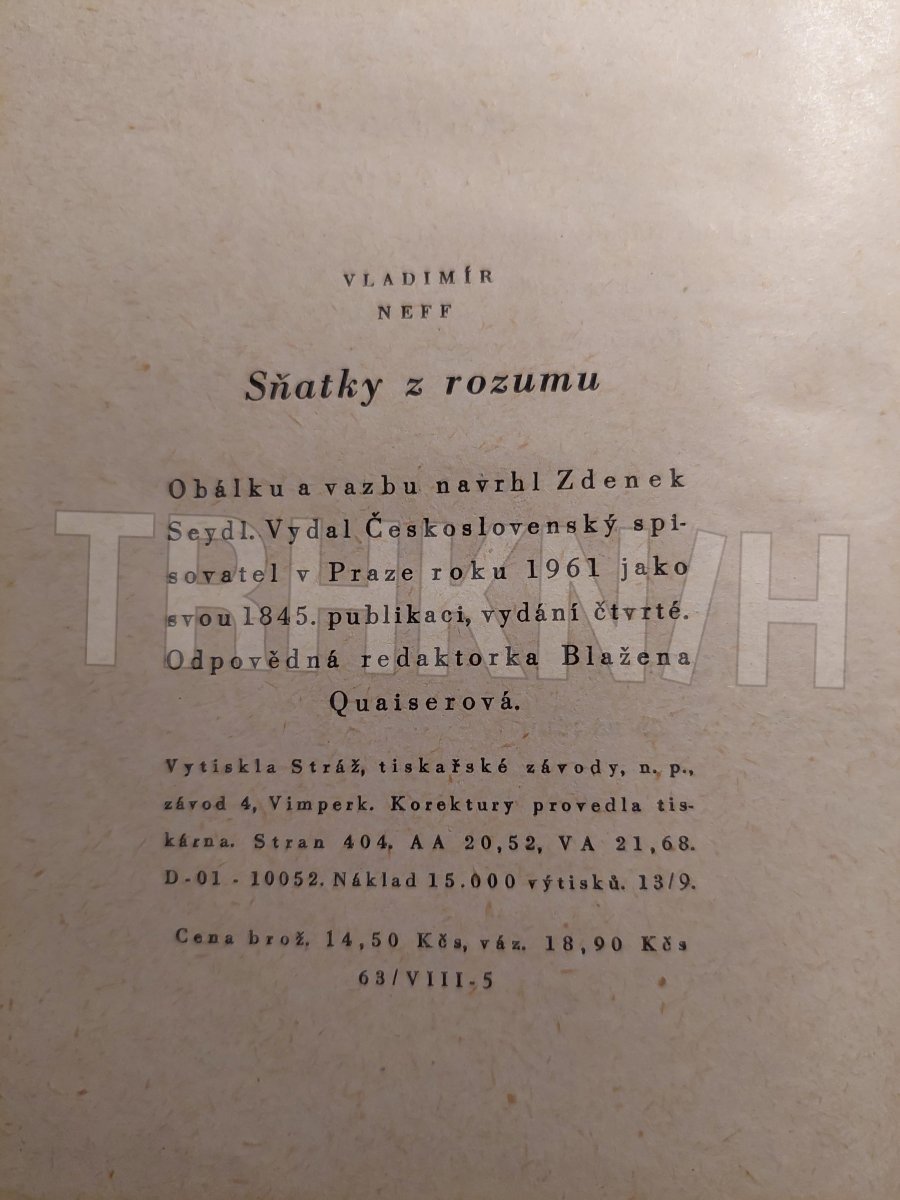 VLADIMÍR
NEFF
Sňatky z rozumu
Obálku a vazbu navrhl Zdenek
Seydl. Vydal Československý spi-
sovatel v Praze roku 1961 jako
svou 1845. publikaci, vydání čtvrté.
Odpovědná redaktorka Blažena
Quaiserová.
Vytiskla Stráž, tiskařské závody, n. p.,
závod 4, Vimperk. Korektury provedla tis-
kárna. Stran 404. AA 20,52, VA 21,68.
D-01 - 10052. Náklad 15.000 výtisků. 13/9.
Cena brož. 14,50 Kčs, váz. 18,90 Kčs
63/VIII-5
TRHKNIH